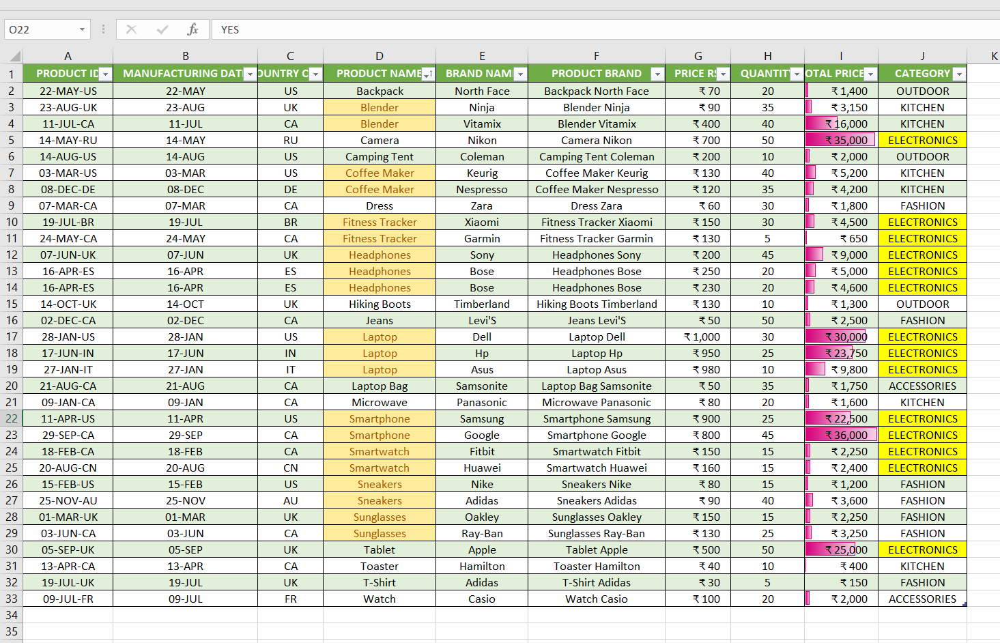 O22 fx YES
A B C D E F G H I J K
1 PRODUCT ID MANUFACTURING DAT OUNTRY C PRODUCT NAME BRAND NAM PRODUCT BRAND PRICE RS QUANTIT OTAL PRICE CATEGORY
2 22-MAY-US 22-MAY US Backpack North Face Backpack North Face ₹ 70 20 ₹ 1,400 OUTDOOR
3 23-AUG-UK 23-AUG UK Blender Ninja Blender Ninja ₹ 90 35 ₹ 3,150 KITCHEN
4 11-JUL-CA 11-JUL CA Blender Vitamix Blender Vitamix ₹ 400 40 ₹ 16,000 KITCHEN
5 14-MAY-RU 14-MAY RU Camera Nikon Camera Nikon ₹ 700 50 ₹ 35,000 ELECTRONICS
6 14-AUG-US 14-AUG US Camping Tent Coleman Camping Tent Coleman ₹ 200 10 ₹ 2,000 OUTDOOR
7 03-MAR-US 03-MAR US Coffee Maker Keurig Coffee Maker Keurig ₹ 130 40 ₹ 5,200 KITCHEN
8 08-DEC-DE 08-DEC DE Coffee Maker Nespresso Coffee Maker Nespresso ₹ 120 35 ₹ 4,200 KITCHEN
9 07-MAR-CA 07-MAR CA Dress Zara Dress Zara ₹ 60 30 ₹ 1,800 FASHION
10 19-JUL-BR 19-JUL BR Fitness Tracker Xiaomi Fitness Tracker Xiaomi ₹ 150 30 ₹ 4,500 ELECTRONICS
11 24-MAY-CA 24-MAY CA Fitness Tracker Garmin Fitness Tracker Garmin ₹ 130 5 ₹ 650 ELECTRONICS
12 07-JUN-UK 07-JUN UK Headphones Sony Headphones Sony ₹ 200 45 ₹ 9,000 ELECTRONICS
13 16-APR-ES 16-APR ES Headphones Bose Headphones Bose ₹ 250 20 ₹ 5,000 ELECTRONICS
14 16-APR-ES 16-APR ES Headphones Bose Headphones Bose ₹ 230 20 ₹ 4,600 ELECTRONICS
15 14-OCT-UK 14-OCT UK Hiking Boots Timberland Hiking Boots Timberland ₹ 130 10 ₹ 1,300 OUTDOOR
16 02-DEC-CA 02-DEC CA Jeans Levi'S Jeans Levi'S ₹ 50 50 ₹ 2,500 FASHION
17 28-JAN-US 28-JAN US Laptop Dell Laptop Dell ₹ 1,000 30 ₹ 30,000 ELECTRONICS
18 17-JUN-IN 17-JUN IN Laptop Hp Laptop Hp ₹ 950 25 ₹ 23,750 ELECTRONICS
19 27-JAN-IT 27-JAN IT Laptop Asus Laptop Asus ₹ 980 10 ₹ 9,800 ELECTRONICS
20 21-AUG-CA 21-AUG CA Laptop Bag Samsonite Laptop Bag Samsonite ₹ 50 35 ₹ 1,750 ACCESSORIES
21 09-JAN-CA 09-JAN CA Microwave Panasonic Microwave Panasonic ₹ 80 20 ₹ 1,600 KITCHEN
22 11-APR-US 11-APR US Smartphone Samsung Smartphone Samsung ₹ 900 25 ₹ 22,500 ELECTRONICS
23 29-SEP-CA 29-SEP CA Smartphone Google Smartphone Google ₹ 800 45 ₹ 36,000 ELECTRONICS
24 18-FEB-CA 18-FEB CA Smartwatch Fitbit Smartwatch Fitbit ₹ 150 15 ₹ 2,250 ELECTRONICS
25 20-AUG-CN 20-AUG CN Smartwatch Huawei Smartwatch Huawei ₹ 160 15 ₹ 2,400 ELECTRONICS
26 15-FEB-US 15-FEB US Sneakers Nike Sneakers Nike ₹ 80 15 ₹ 1,200 FASHION
27 25-NOV-AU 25-NOV AU Sneakers Adidas Sneakers Adidas ₹ 90 40 ₹ 3,600 FASHION
28 01-MAR-UK 01-MAR UK Sunglasses Oakley Sunglasses Oakley ₹ 150 15 ₹ 2,250 FASHION
29 03-JUN-CA 03-JUN CA Sunglasses Ray-Ban Sunglasses Ray-Ban ₹ 130 25 ₹ 3,250 FASHION
30 05-SEP-UK 05-SEP UK Tablet Apple Tablet Apple ₹ 500 50 ₹ 25,000 ELECTRONICS
31 13-APR-CA 13-APR CA Toaster Hamilton Toaster Hamilton ₹ 40 10 ₹ 400 KITCHEN
32 19-JUL-UK 19-JUL UK T-Shirt Adidas T-Shirt Adidas ₹ 30 5 ₹ 150 FASHION
33 09-JUL-FR 09-JUL FR Watch Casio Watch Casio ₹ 100 20 ₹ 2,000 ACCESSORIES
34
35